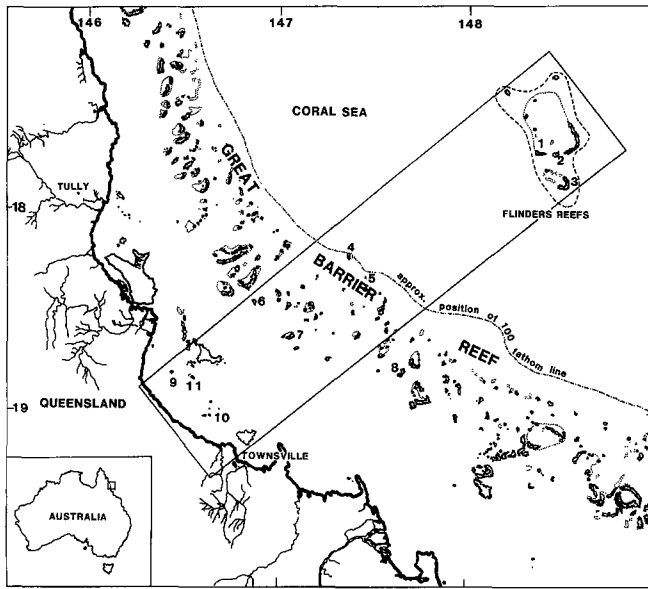 146 147 148
CORAL SEA
GREAT
1
2
3
TULLY
18
FLINDERS REEFS
4
BARRIER
5
approx. position of 100 fathom line
6
7
REEF
8
9 11
QUEENSLAND
19
10
TOWNSVILLE
AUSTRALIA